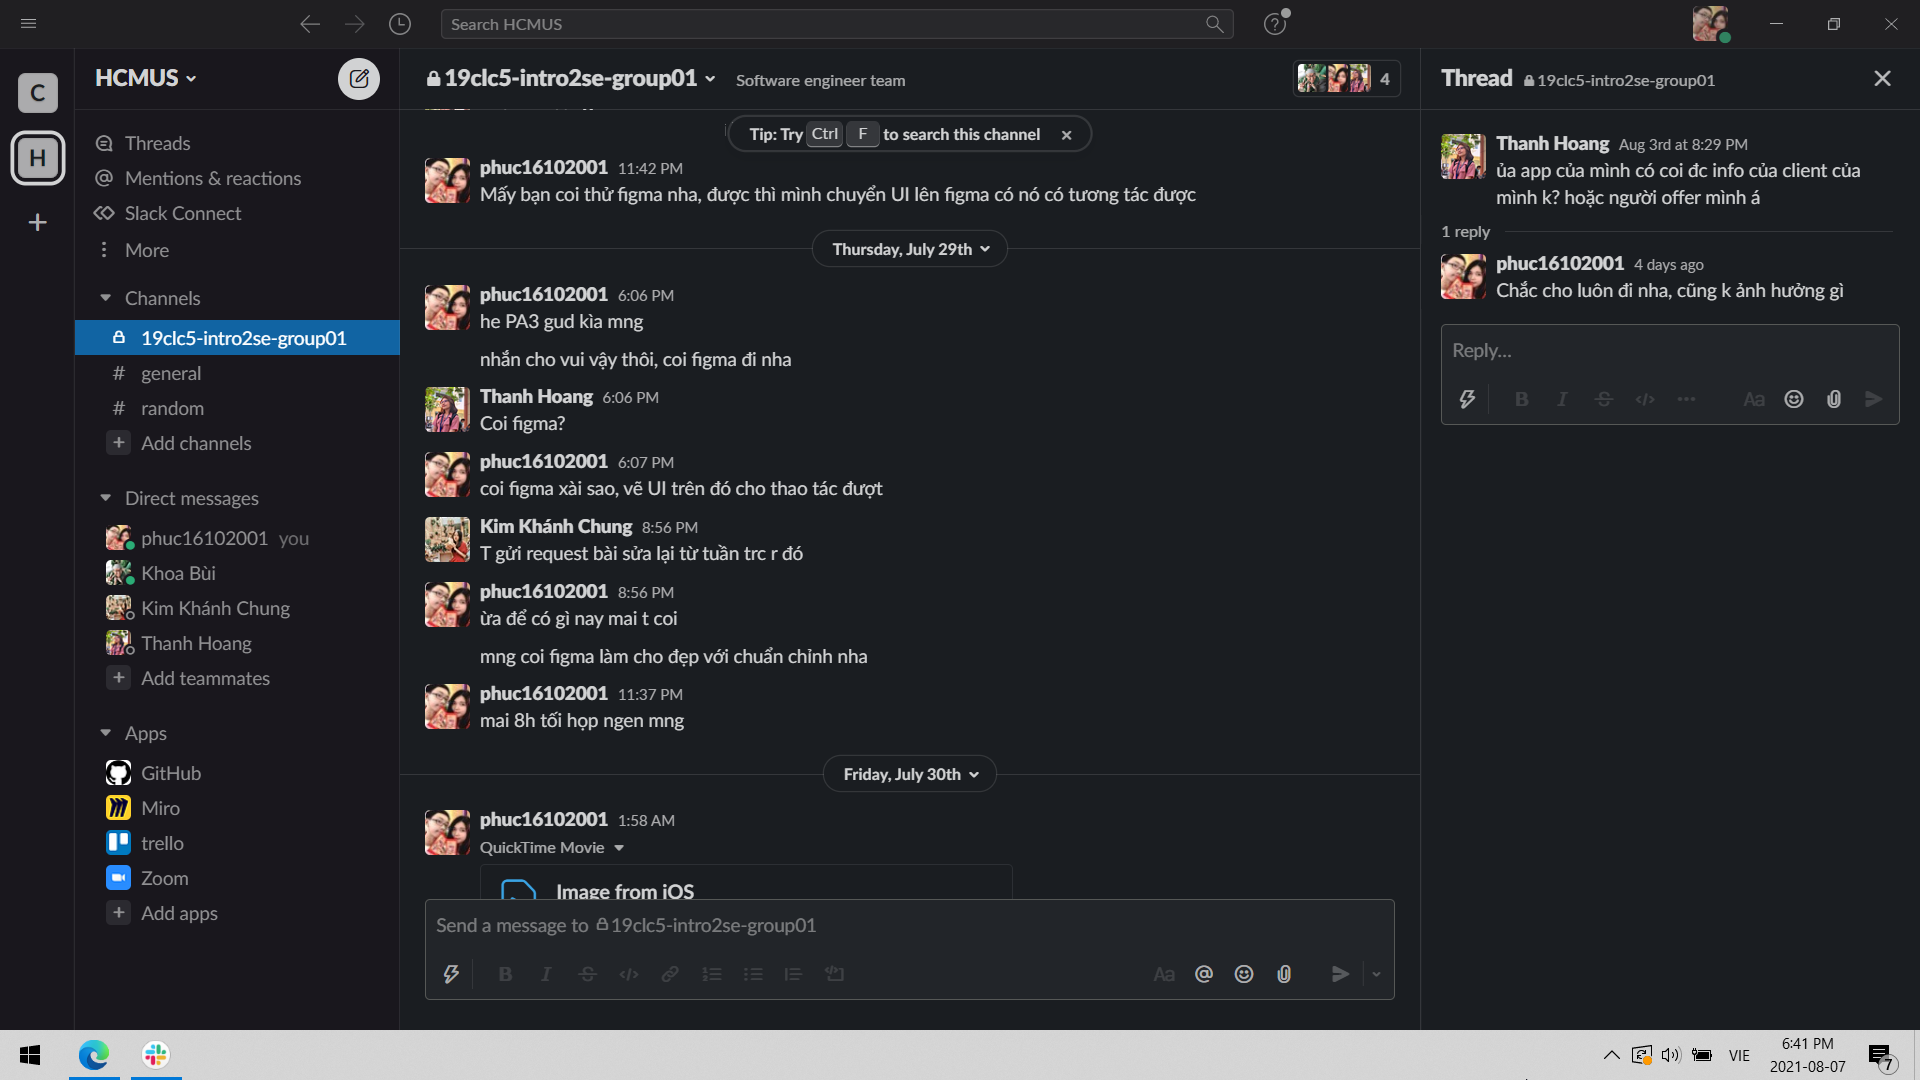 Search HCMUS
C
H
HCMUS
Threads
Mentions & reactions
Slack Connect
More
Channels
19clc5-intro2se-group01
# general
# random
+ Add channels
Direct messages
phuc16102001 you
Khoa Bùi
Kim Khánh Chung
Thanh Hoang
+ Add teammates
Apps
GitHub
Miro
trello
Zoom
+ Add apps
19clc5-intro2se-group01
Software engineer team
4
Tip: Try Ctrl F to search this channel
phuc16102001 11:42 PM
Mấy bạn coi thử figma nha, được thì mình chuyển UI lên figma có nó có tương tác được
Thursday, July 29th
phuc16102001 6:06 PM
he PA3 gud kìa mng
nhắn cho vui vậy thôi, coi figma đi nha
Thanh Hoang 6:06 PM
Coi figma?
phuc16102001 6:07 PM
coi figma xài sao, vẽ UI trên đó cho thao tác đượt
Kim Khánh Chung 8:56 PM
T gửi request bài sửa lại từ tuần trc r đó
phuc16102001 8:56 PM
ừa để có gì nay mai t coi
mng coi figma làm cho đẹp với chuẩn chỉnh nha
phuc16102001 11:37 PM
mai 8h tối họp ngen mng
Friday, July 30th
phuc16102001 1:58 AM
QuickTime Movie
Image from iOS
Send a message to 19clc5-intro2se-group01
B I S </> Aa @
Thread 19clc5-intro2se-group01
Thanh Hoang Aug 3rd at 8:29 PM
ủa app của mình có coi đc info của client của
mình k? hoặc người offer mình á
1 reply
phuc16102001 4 days ago
Chắc cho luôn đi nha, cũng k ảnh hưởng gì
Reply...
B I S </> ... Aa
VIE
6:41 PM
2021-08-07
7